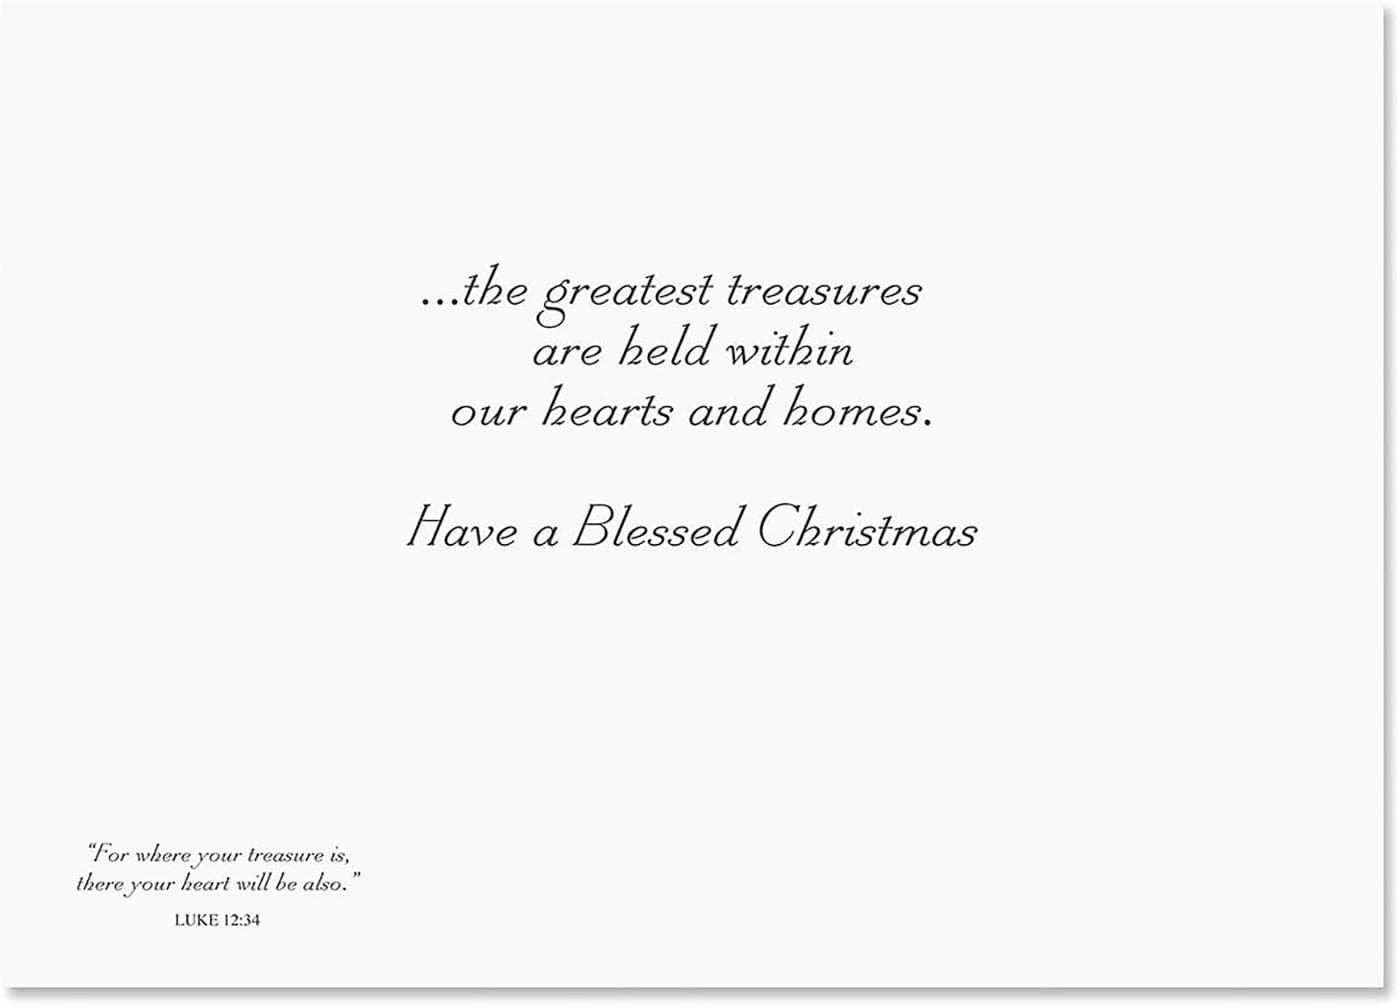 ...the greatest treasures
are held within
our hearts and homes.
Have a Blessed Christmas
“For where your treasure is,
there your heart will be also.”
LUKE 12:34